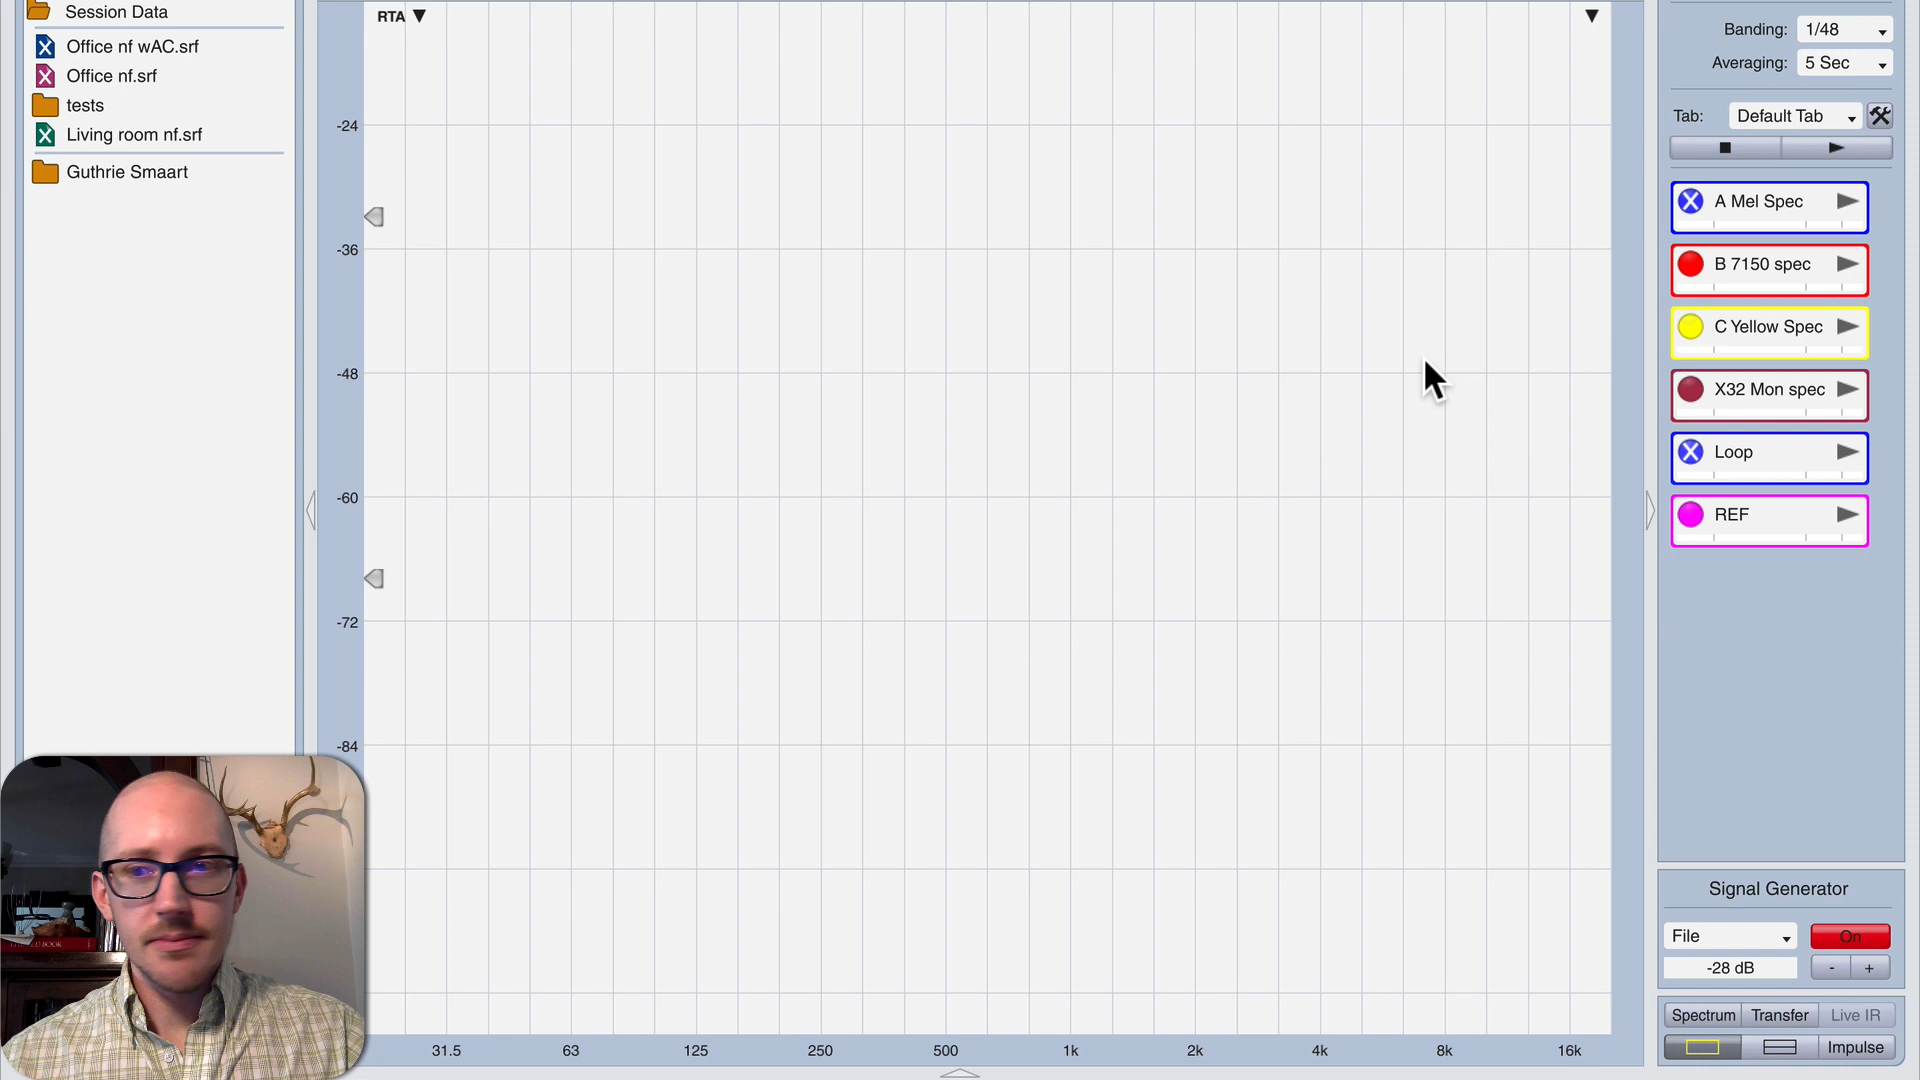 Session Data
Office nf wAC.srf
Office nf.srf
tests
Living room nf.srf
Guthrie Smaart
RTA
-24
-36
-48
-60
-72
-84
31.5 63 125 250 500 1k 2k 4k 8k 16k
Banding: 1/48
Averaging: 5 Sec
Tab: Default Tab
A Mel Spec
B 7150 spec
C Yellow Spec
X32 Mon spec
Loop
REF
Signal Generator
File On
-28 dB - +
Spectrum Transfer Live IR
Impulse